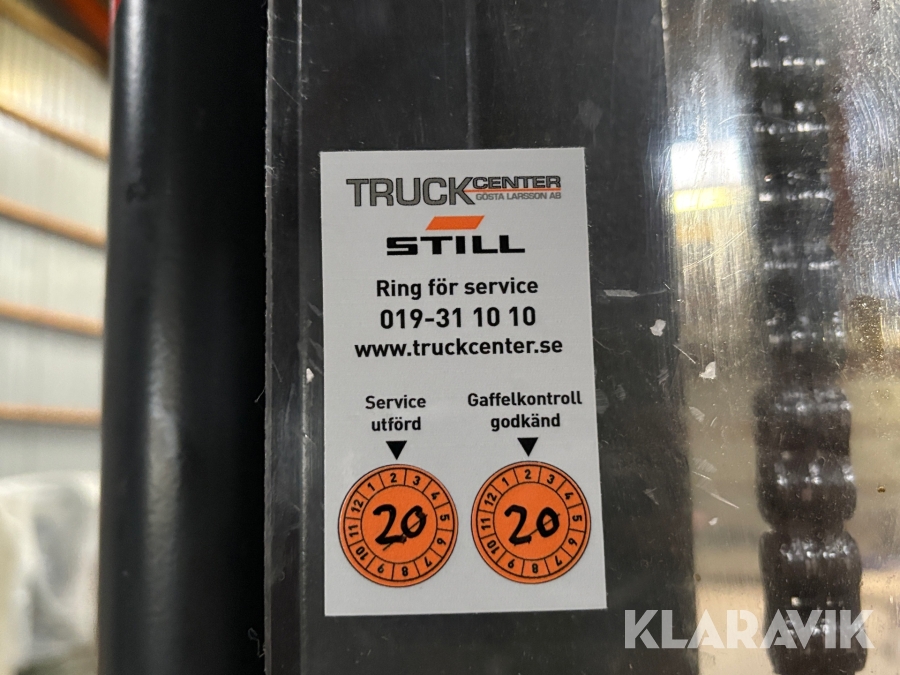 TRUCKCENTER
GÖSTA LARSSON AB
STILL
Ring för service
019-31 10 10
www.truckcenter.se
Service
utförd
Gaffelkontroll
godkänd
1 2 3 4 5 6 7 8 9 10 11 12
20
1 2 3 4 5 6 7 8 9 10 11 12
20
KLARAVIK